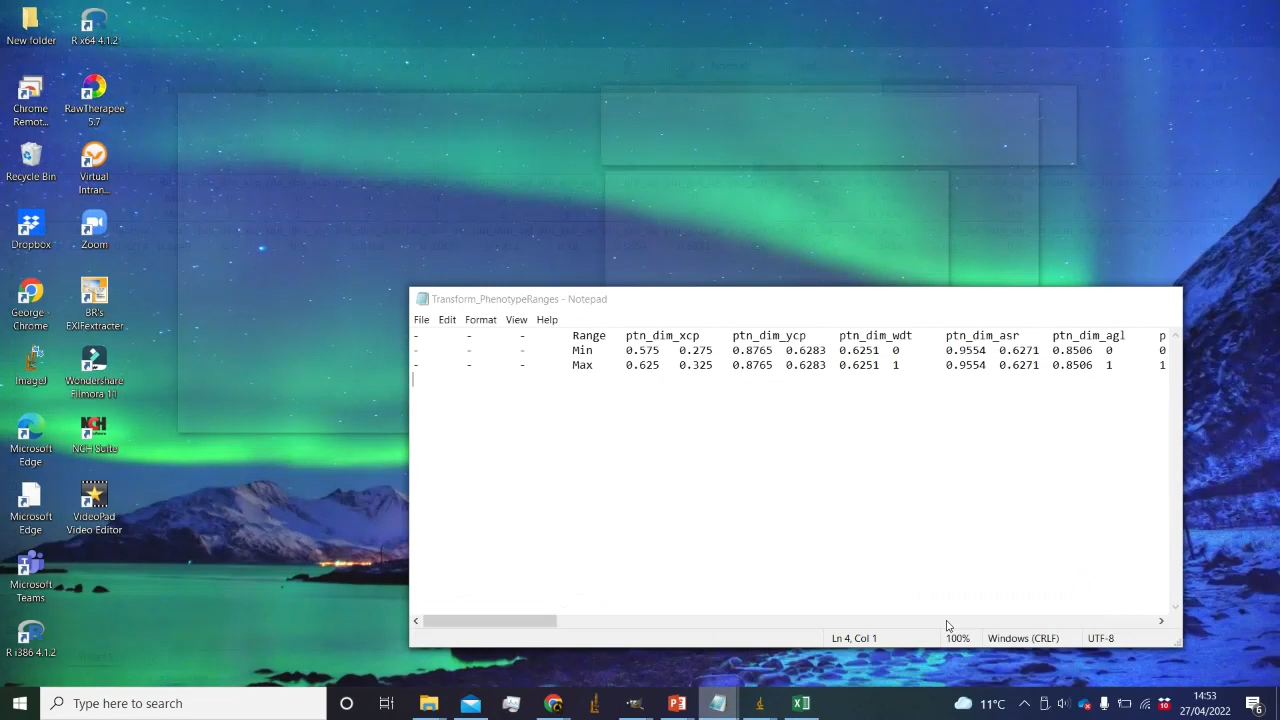 New folder
R x64 4.1.2
Chrome
Remot...
RawTherapee
5.7
Recycle Bin
Virtual
Intran...
Dropbox
Zoom
George -
Chrome
BR's
EXIFextracter
ImageJ
Wondershare
Filmora 11
Microsoft
Edge
NCH Suite
Microsoft
Edge
VideoPad
Video Editor
Microsoft
Teams
R i386 4.1.2
Transform_PhenotypeRanges - Notepad
File Edit Format View Help
- - - Range ptn_dim_xcp ptn_dim_ycp ptn_dim_wdt ptn_dim_asr ptn_dim_agl p
- - - Min 0.575 0.275 0.8765 0.6283 0.6251 0 0.9554 0.6271 0.8506 0 0
- - - Max 0.625 0.325 0.8765 0.6283 0.6251 1 0.9554 0.6271 0.8506 1 1
Ln 4, Col 1 100% Windows (CRLF) UTF-8
Type here to search
11°C
10
14:53
27/04/2022
6